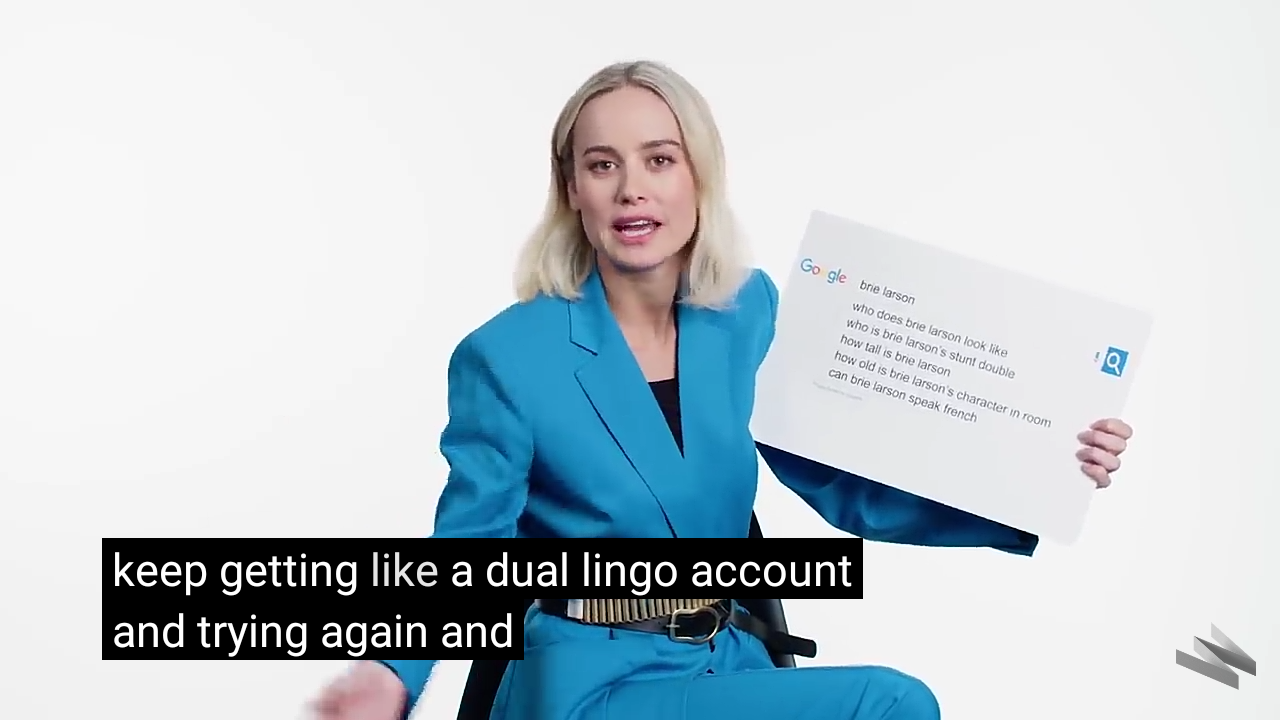 Google brie larson
who does brie larson look like
who is brie larson's stunt double
how tall is brie larson
how old is brie larson's character in room
can brie larson speak french
keep getting like a dual lingo account
and trying again and